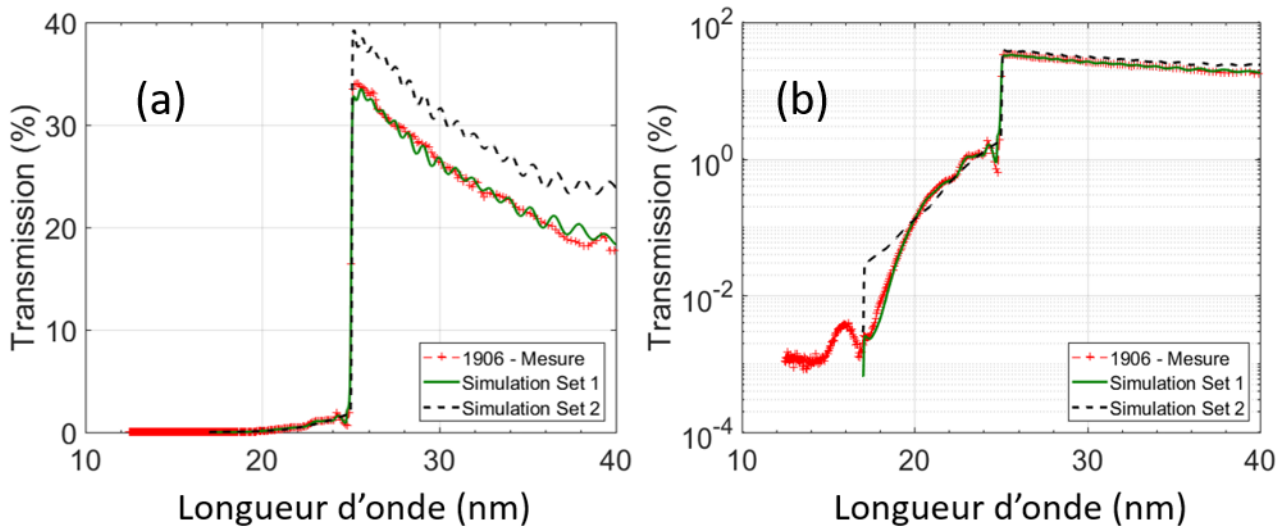 (a)
Transmission (%)
40
30
20
10
0
10
20
30
40
1906 - Mesure
Simulation Set 1
Simulation Set 2
Longueur d'onde (nm)
(b)
Transmission (%)
10^2
10^0
10^-2
10^-4
10
20
30
40
1906 - Mesure
Simulation Set 1
Simulation Set 2
Longueur d'onde (nm)